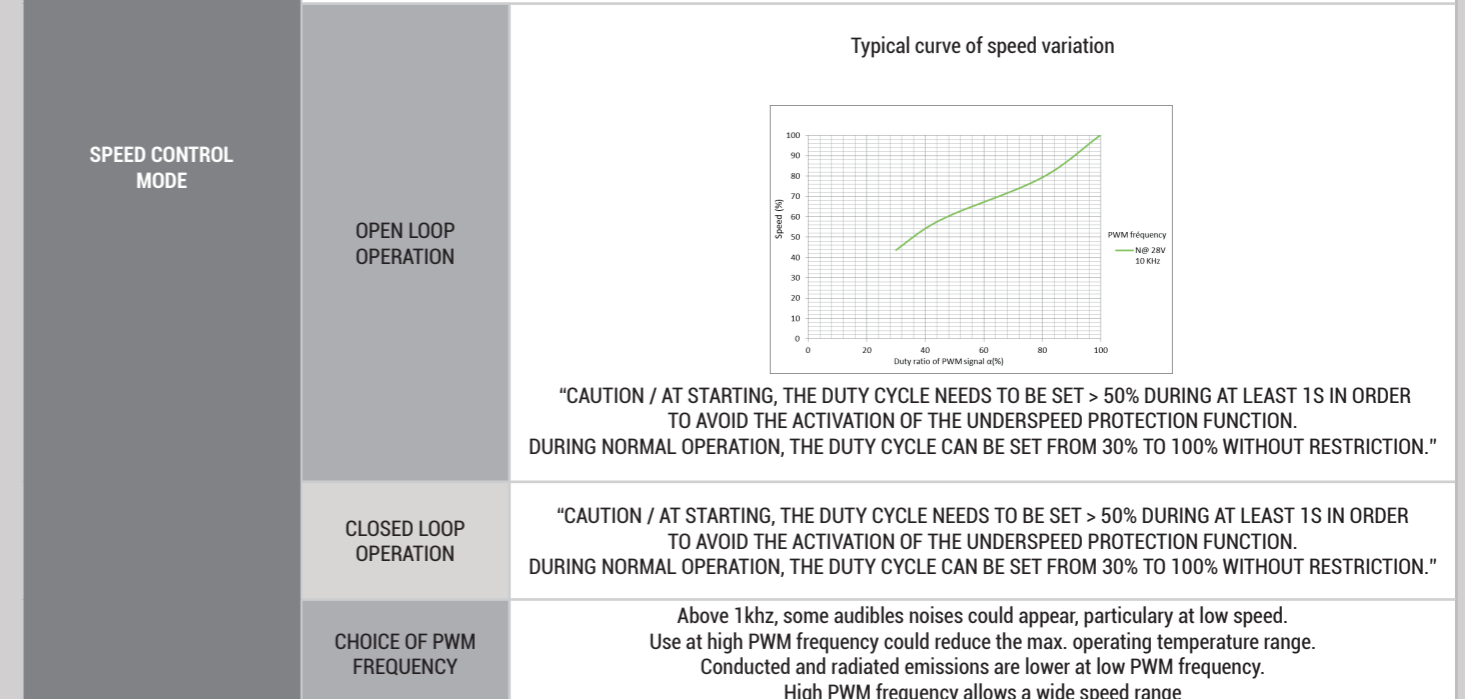 SPEED CONTROL
MODE
OPEN LOOP
OPERATION
Typical curve of speed variation
100
90
80
70
60
50
40
30
20
10
0
Speed (%)
0 20 40 60 80 100
Duty ratio of PWM signal α(%)
PWM fréquency
N@ 28V
10 KHz
“CAUTION / AT STARTING, THE DUTY CYCLE NEEDS TO BE SET > 50% DURING AT LEAST 1S IN ORDER
TO AVOID THE ACTIVATION OF THE UNDERSPEED PROTECTION FUNCTION.
DURING NORMAL OPERATION, THE DUTY CYCLE CAN BE SET FROM 30% TO 100% WITHOUT RESTRICTION.”
CLOSED LOOP
OPERATION
“CAUTION / AT STARTING, THE DUTY CYCLE NEEDS TO BE SET > 50% DURING AT LEAST 1S IN ORDER
TO AVOID THE ACTIVATION OF THE UNDERSPEED PROTECTION FUNCTION.
DURING NORMAL OPERATION, THE DUTY CYCLE CAN BE SET FROM 30% TO 100% WITHOUT RESTRICTION.”
CHOICE OF PWM
FREQUENCY
Above 1khz, some audibles noises could appear, particulary at low speed.
Use at high PWM frequency could reduce the max. operating temperature range.
Conducted and radiated emissions are lower at low PWM frequency.
High PWM frequency allows a wide speed range